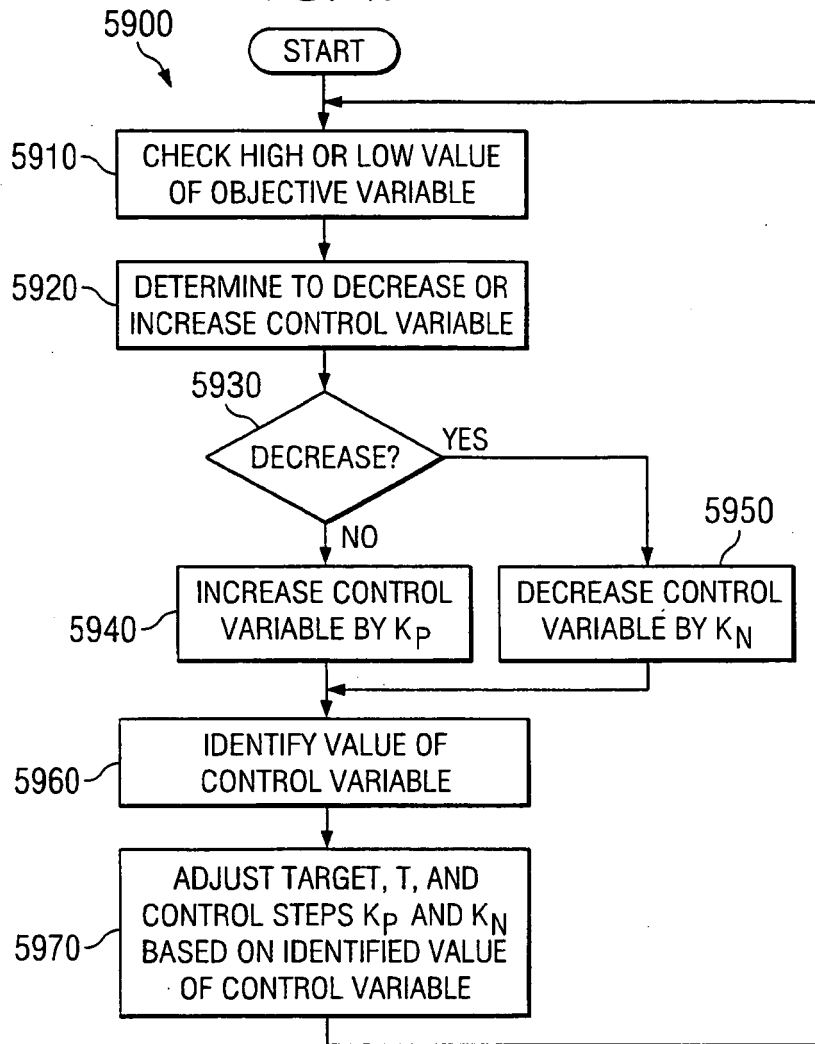 5900
START
5910
CHECK HIGH OR LOW VALUE
OF OBJECTIVE VARIABLE
5920
DETERMINE TO DECREASE OR
INCREASE CONTROL VARIABLE
5930
DECREASE?
YES
NO
5940
INCREASE CONTROL
VARIABLE BY KP
5950
DECREASE CONTROL
VARIABLE BY KN
5960
IDENTIFY VALUE OF
CONTROL VARIABLE
5970
ADJUST TARGET, T, AND
CONTROL STEPS KP AND KN
BASED ON IDENTIFIED VALUE
OF CONTROL VARIABLE